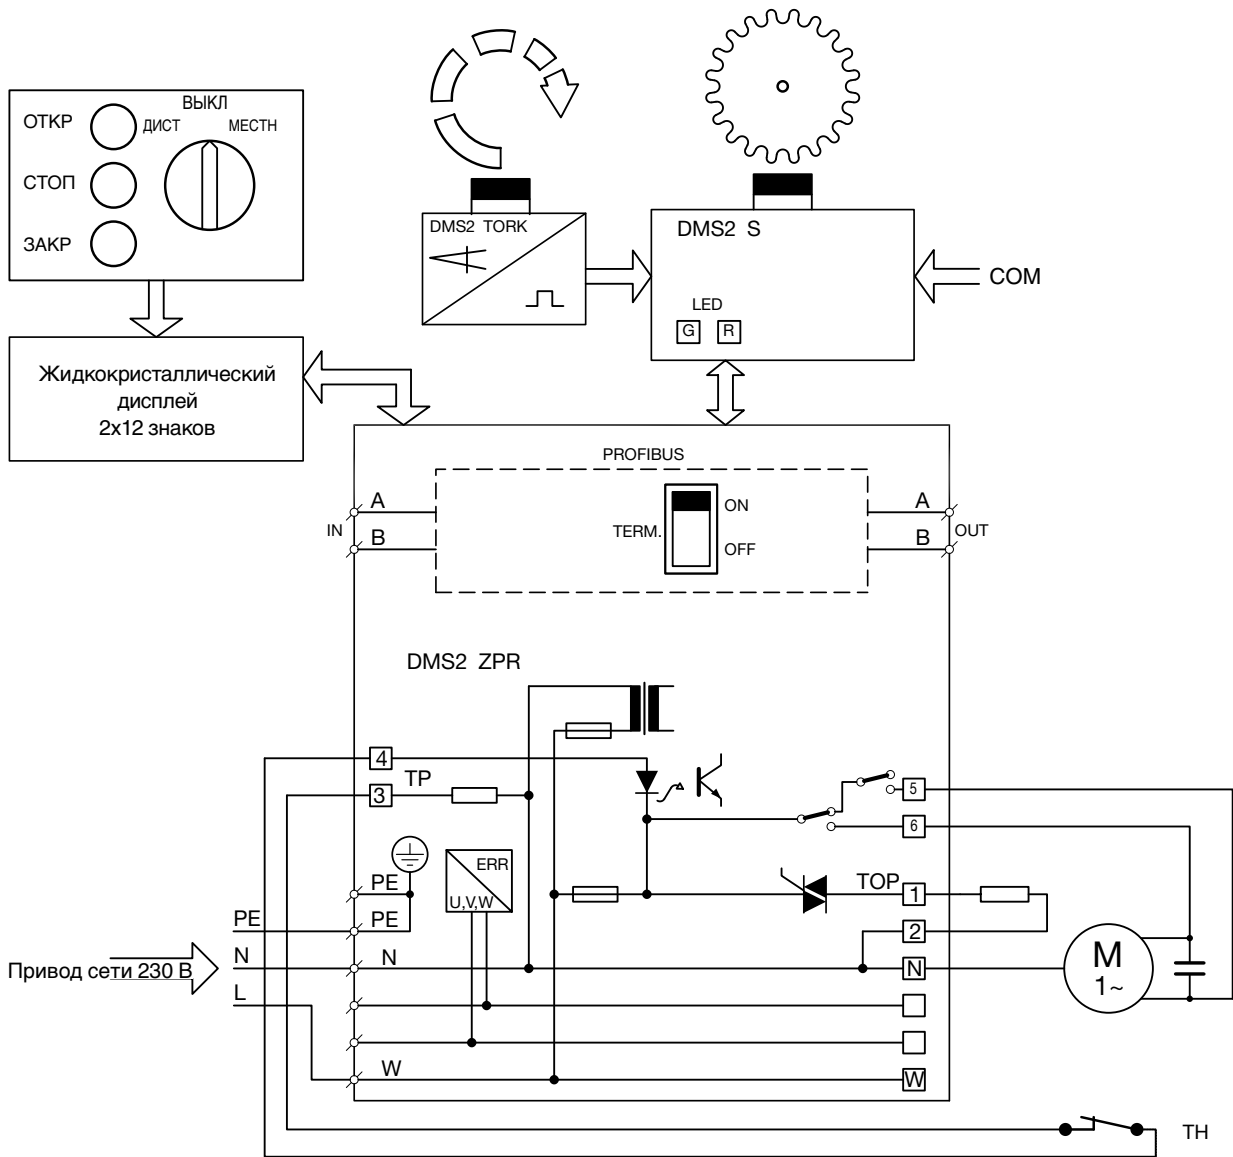 ВЫКЛ
ОТКР
ДИСТ
МЕСТН
СТОП
ЗАКР
DMS2 TORK
DMS2 S
COM
LED
G
R
Жидкокристаллический
дисплей
2x12 знаков
PROFIBUS
A
A
IN
OUT
B
B
TERM.
ON
OFF
DMS2 ZPR
4
TP
3
5
6
ERR
U,V,W
PE
TOP
1
PE
PE
2
N
N
N
M
1~
Привод сети 230 В
L
W
W
TH